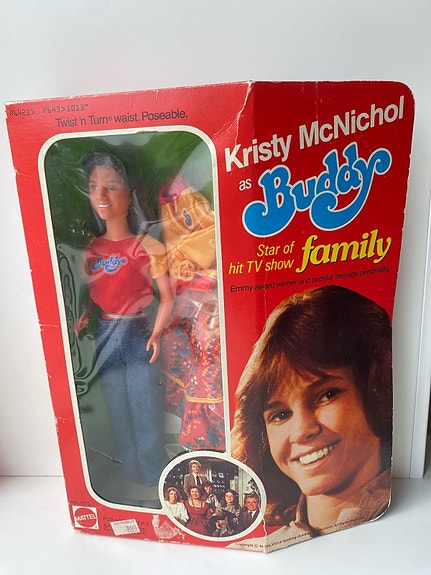 Twist 'n Turn® waist. Poseable.
Kristy McNichol
as
Buddy
Star of
hit TV show
family
Emmy award winner and popular teenage personality
Buddy
MATTEL